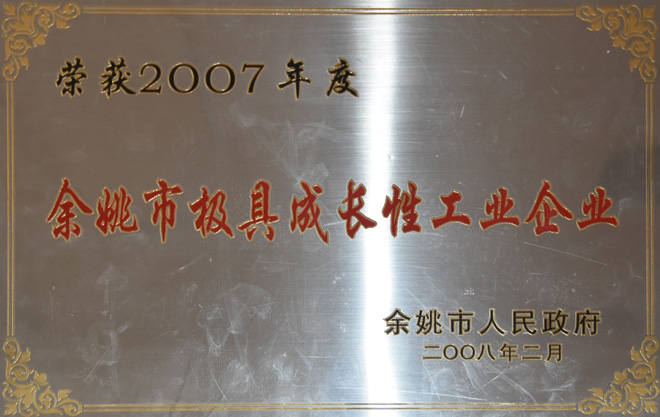 荣获2007年度
余姚市极具成长性工业企业
余姚市人民政府
二〇〇八年二月